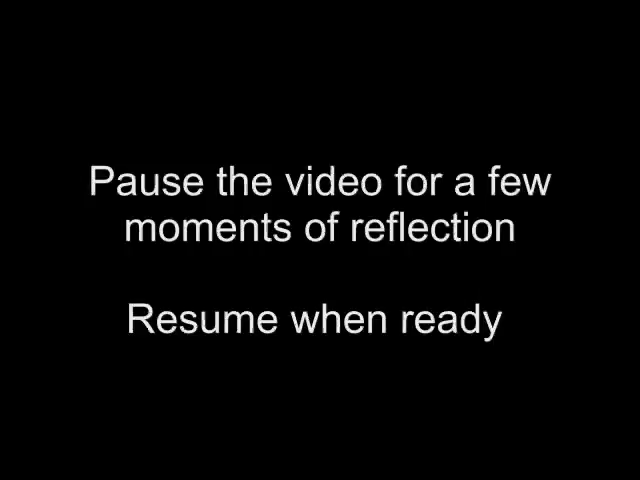 Pause the video for a few
moments of reflection
Resume when ready